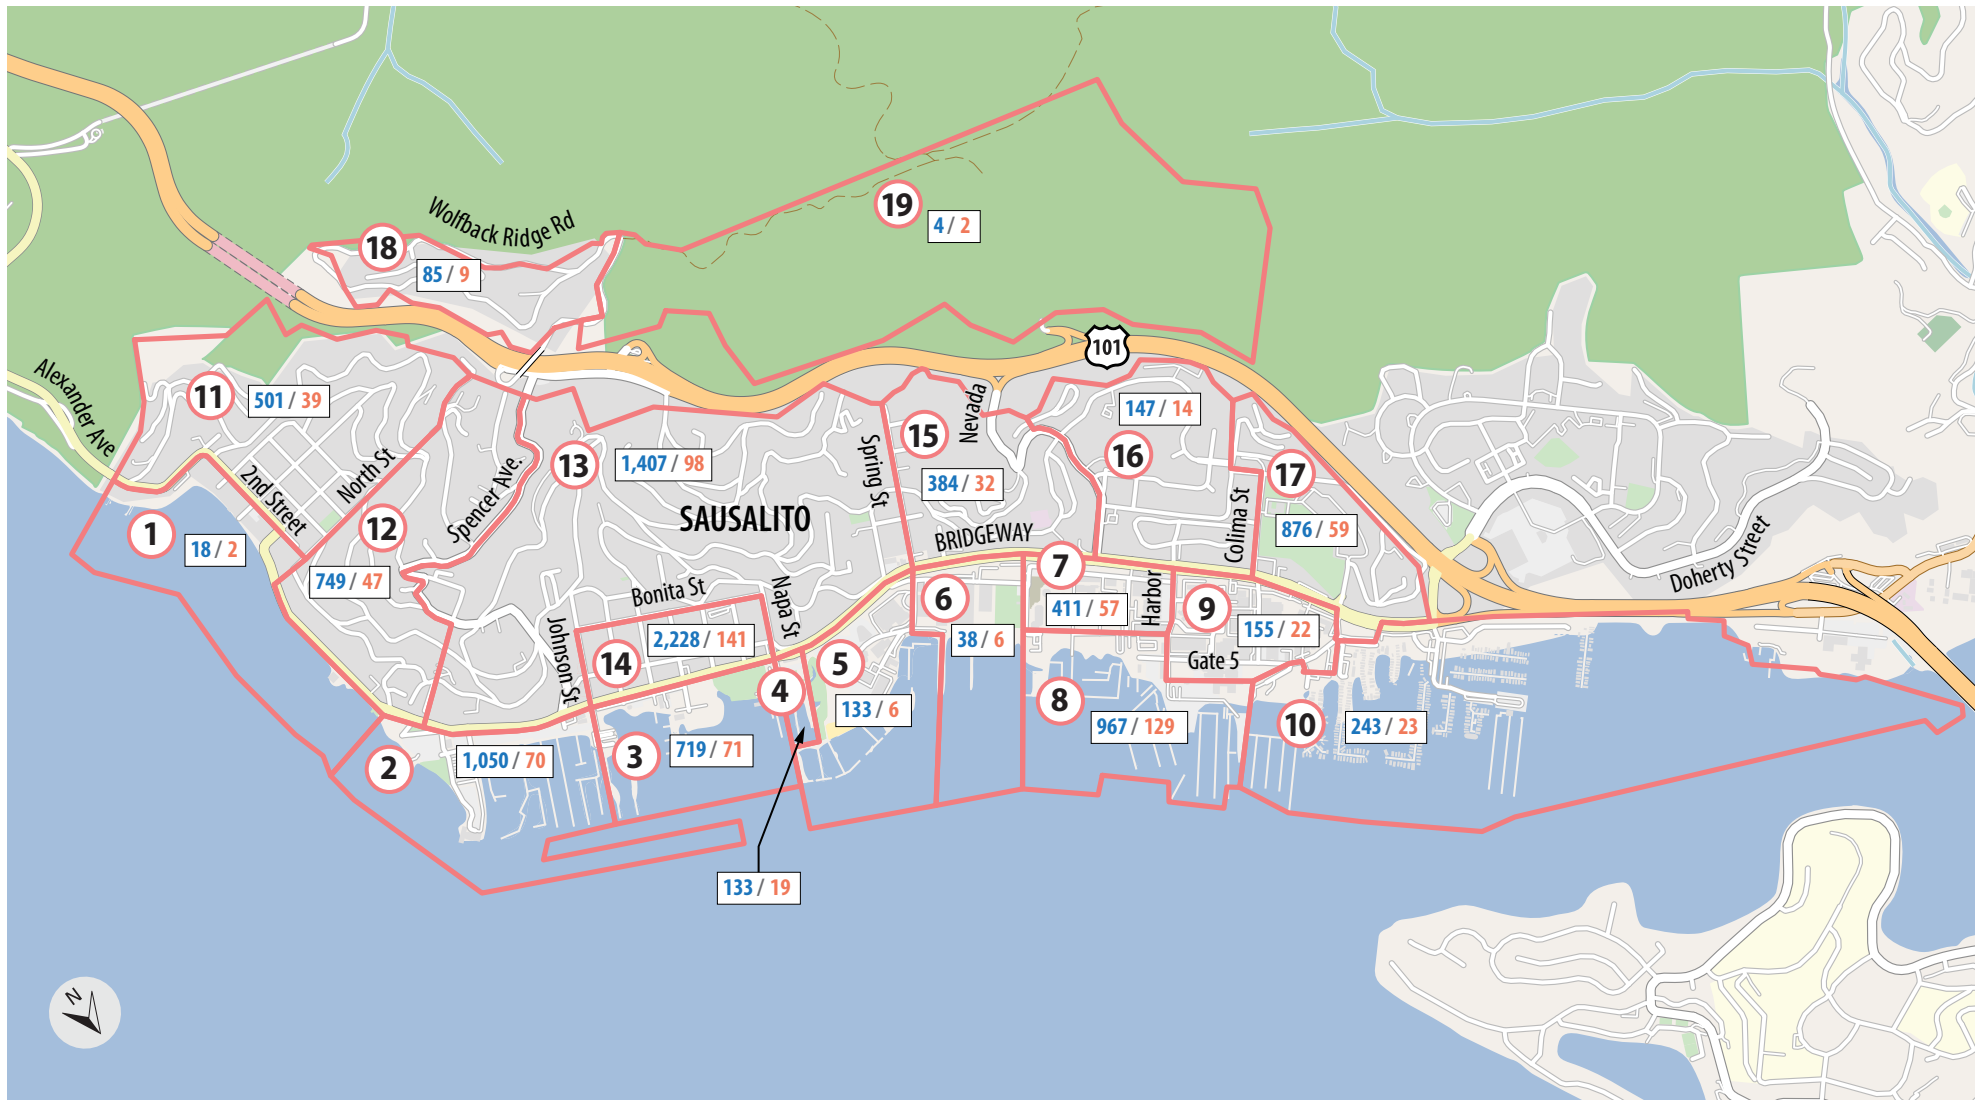 19
4 / 2
Wolfback Ridge Rd
18
85 / 9
101
Alexander Ave
11
501 / 39
2nd Street
North St
12
749 / 47
Spencer Ave.
13
1,407 / 98
SAUSALITO
Spring St
15
384 / 32
Nevada
BRIDGEWAY
147 / 14
16
Colima St
17
876 / 59
Doherty Street
1
18 / 2
Bonita St
Napa St
Johnson St
14
2,228 / 141
2
1,050 / 70
3
719 / 71
4
133 / 19
5
133 / 6
6
38 / 6
7
411 / 57
Harbor
9
155 / 22
Gate 5
8
967 / 129
10
243 / 23
N